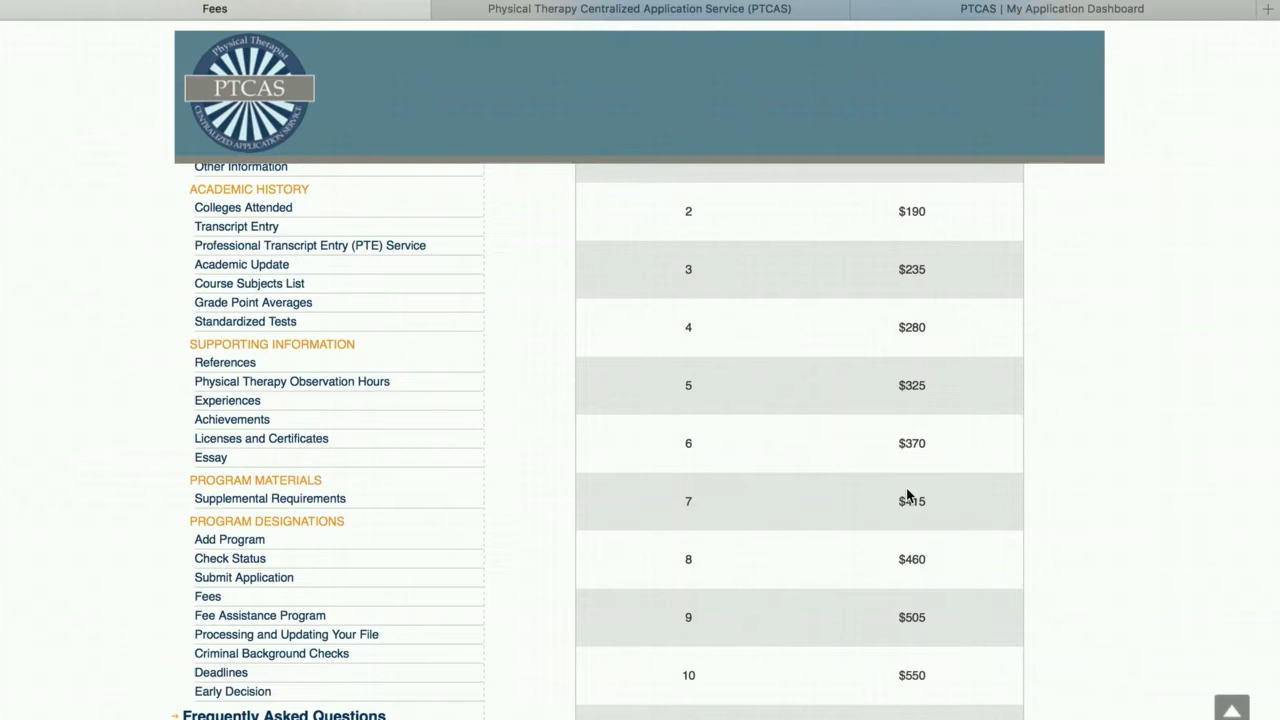 Fees
Physical Therapy Centralized Application Service (PTCAS)
PTCAS | My Application Dashboard
Physical Therapist
PTCAS
CENTRALIZED APPLICATION SERVICE
Other Information
ACADEMIC HISTORY
Colleges Attended
Transcript Entry
Professional Transcript Entry (PTE) Service
Academic Update
Course Subjects List
Grade Point Averages
Standardized Tests
SUPPORTING INFORMATION
References
Physical Therapy Observation Hours
Experiences
Achievements
Licenses and Certificates
Essay
PROGRAM MATERIALS
Supplemental Requirements
PROGRAM DESIGNATIONS
Add Program
Check Status
Submit Application
Fees
Fee Assistance Program
Processing and Updating Your File
Criminal Background Checks
Deadlines
Early Decision
Frequently Asked Questions
2 $190
3 $235
4 $280
5 $325
6 $370
7
8 $460
9 $505
10 $550